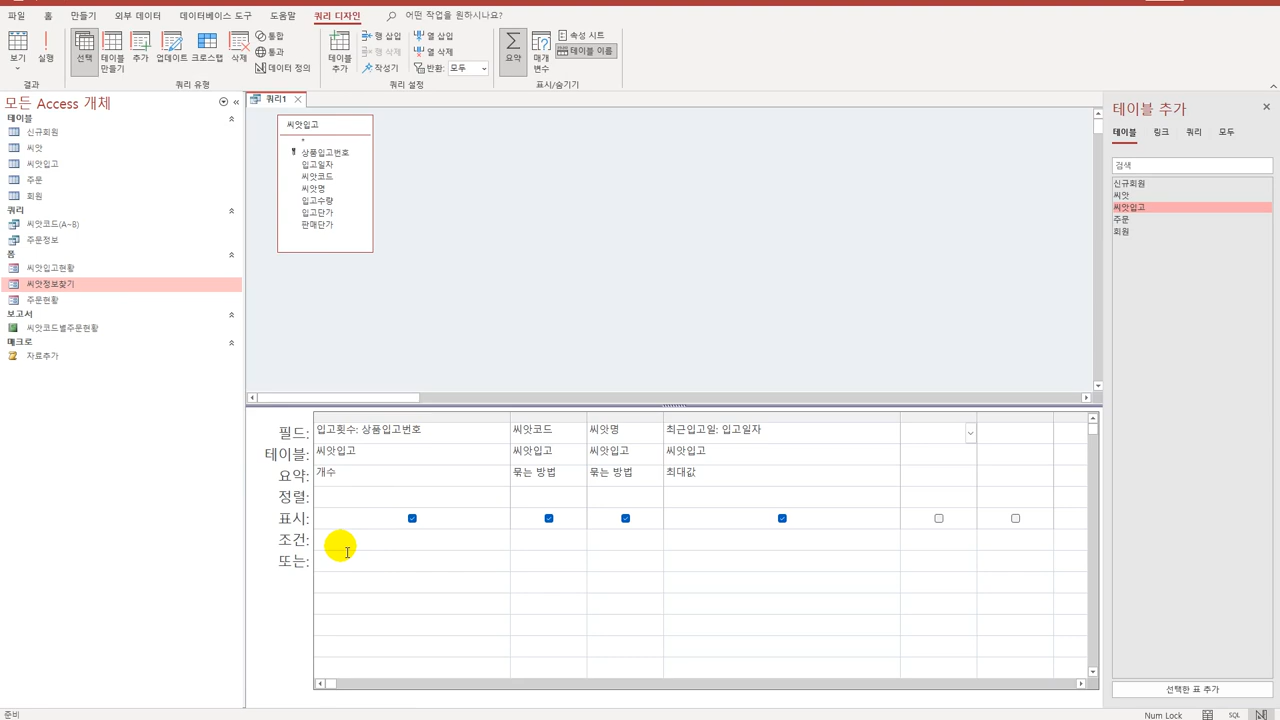 파일 홈 만들기 외부 데이터 데이터베이스 도구 도움말 쿼리 디자인 어떤 작업을 원하시나요?
보기 실행 선택 테이블 만들기 추가 업데이트 크로스탭 삭제 통합 통과 데이터 정의 테이블 추가 행 삽입 행 삭제 작성기 열 삽입 열 삭제 반환: 모두 요약 매개 변수 속성 시트 테이블 이름
결과 쿼리 유형 쿼리 설정 표시/숨기기
모든 Access 개체
테이블
신규회원
씨앗
씨앗입고
주문
회원
쿼리
씨앗코드(A~B)
주문정보
폼
씨앗입고현황
씨앗정보찾기
주문현황
보고서
씨앗코드별주문현황
매크로
자료추가
쿼리1
씨앗입고
*
상품입고번호
입고일자
씨앗코드
씨앗명
입고수량
입고단가
판매단가
필드: 입고횟수: 상품입고번호 씨앗코드 씨앗명 최근입고일: 입고일자
테이블: 씨앗입고 씨앗입고 씨앗입고 씨앗입고
요약: 개수 묶는 방법 묶는 방법 최대값
정렬:
표시:
조건:
또는:
테이블 추가
테이블 링크 쿼리 모두
검색
신규회원
씨앗
씨앗입고
주문
회원
선택한 표 추가
준비 Num Lock SQL